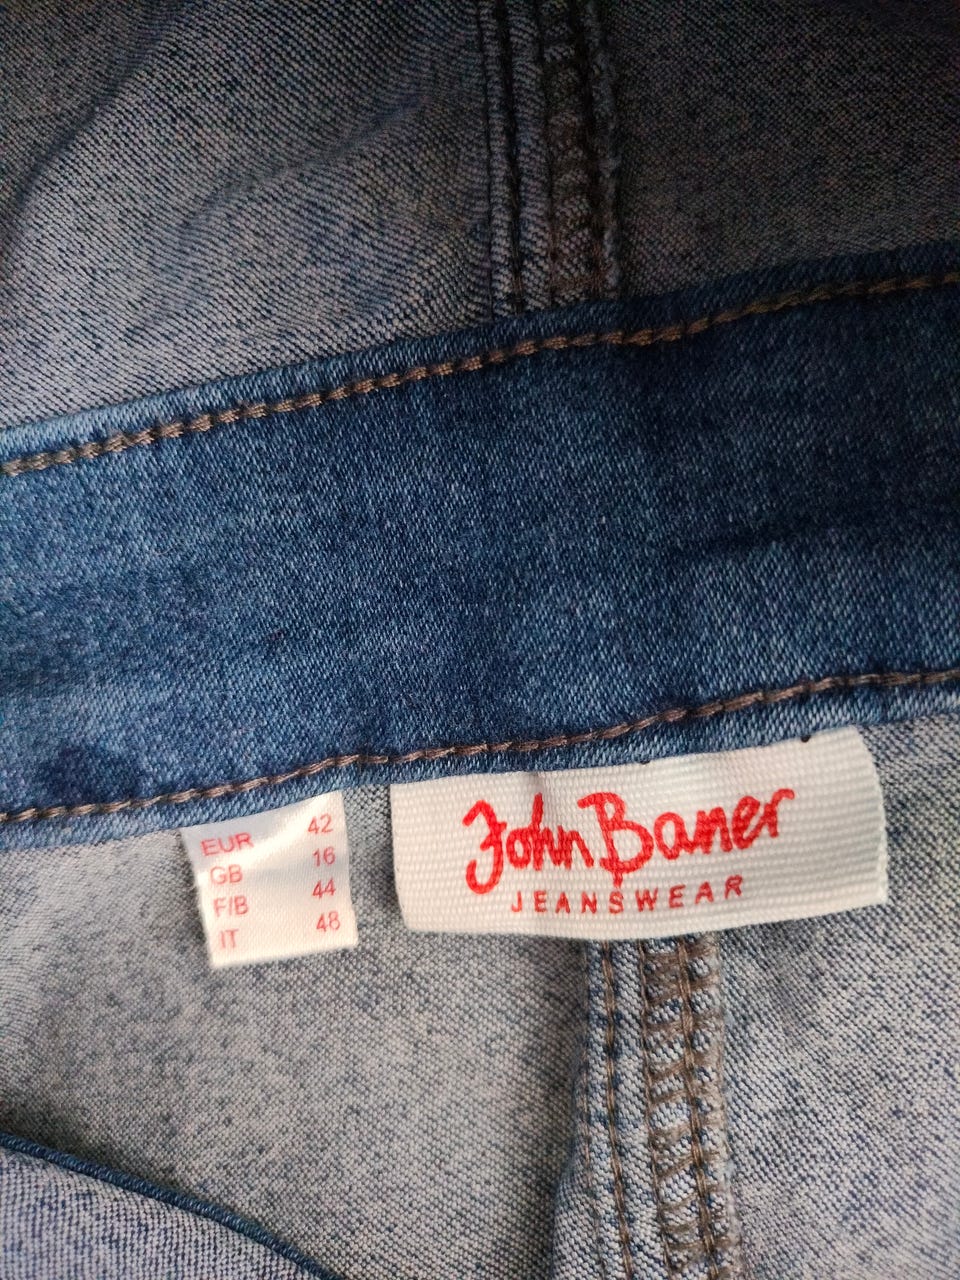 EUR 42
GB 16
F/B 44
IT 48
John Baner
JEANSWEAR